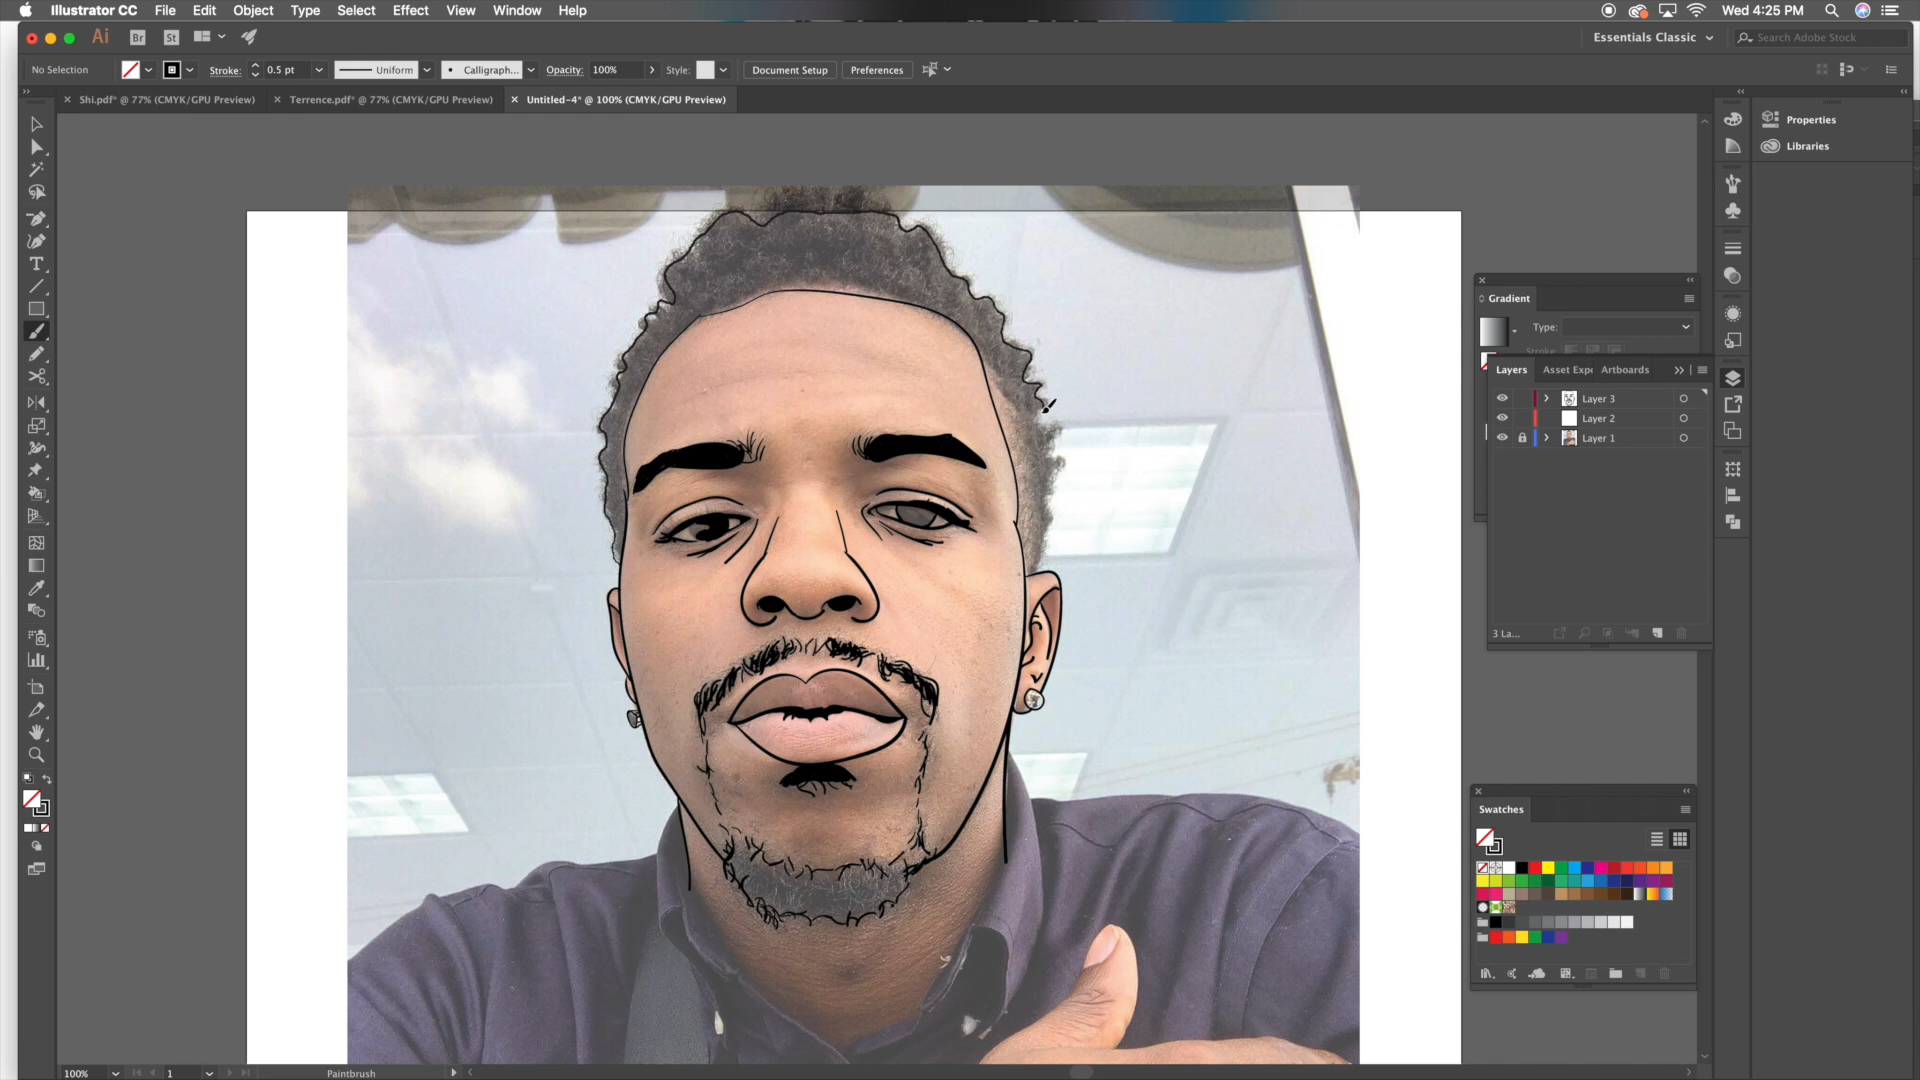 Illustrator CC File Edit Object Type Select Effect View Window Help Wed 4:25 PM
Ai Br St Essentials Classic Search Adobe Stock
No Selection Stroke: 0.5 pt Uniform Calligraph... Opacity: 100% Style: Document Setup Preferences
× Shi.pdf* @ 77% (CMYK/GPU Preview) × Terrence.pdf* @ 77% (CMYK/GPU Preview) × Untitled-4* @ 100% (CMYK/GPU Preview)
Properties
Libraries
Gradient
Type:
Stroke:
Layers Asset Expo Artboards
Layer 3
Layer 2
Layer 1
3 La...
Swatches
100% 1 Paintbrush